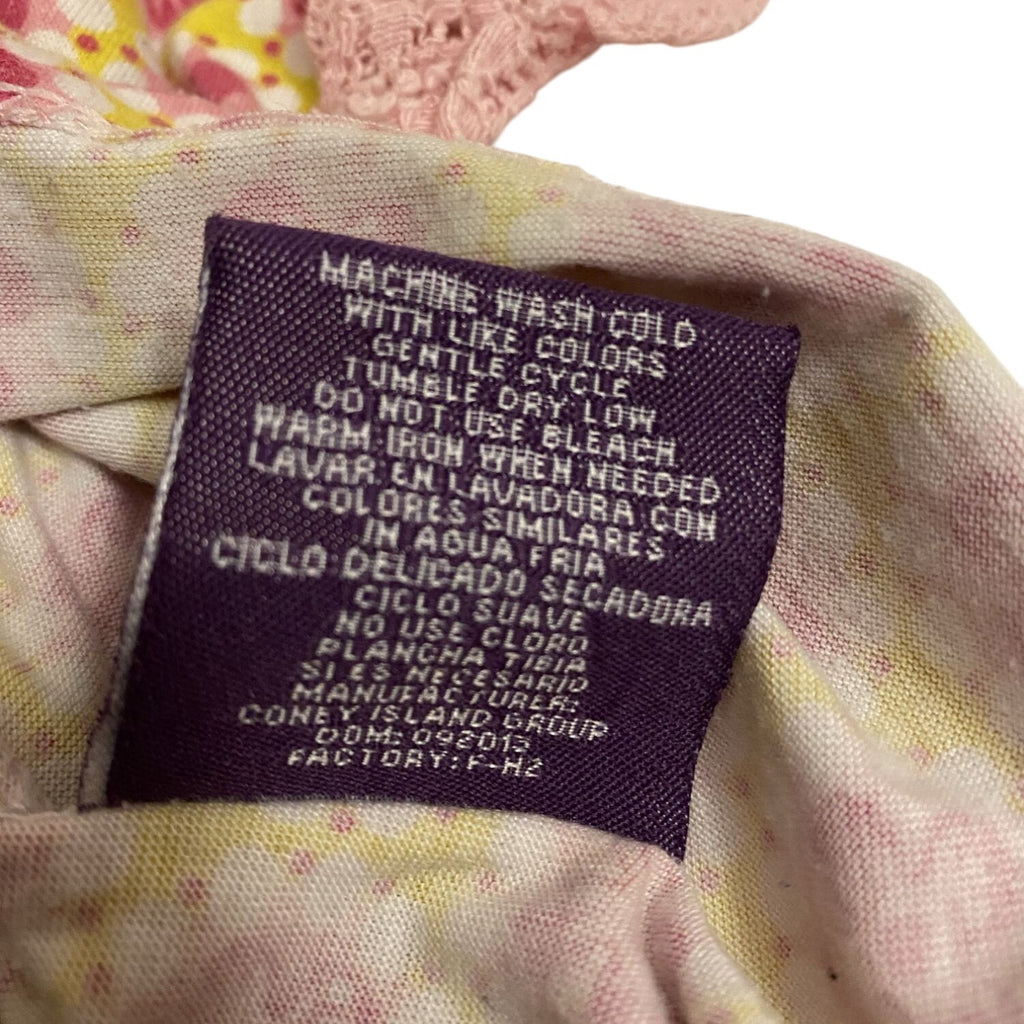 MACHINE WASH COLD
WITH LIKE COLORS
GENTLE CYCLE
TUMBLE DRY LOW
DO NOT USE BLEACH
WARM IRON WHEN NEEDED
LAVAR EN LAVADORA CON
COLORES SIMILARES
IN AGUA FRIA
CICLO DELICADO SECADORA
CICLO SUAVE
NO USE CLORO
PLANCHA TIBIA
SI ES NECESARIO
MANUFACTURER:
CONEY ISLAND GROUP
DOM: 092015
FACTORY: F-H2